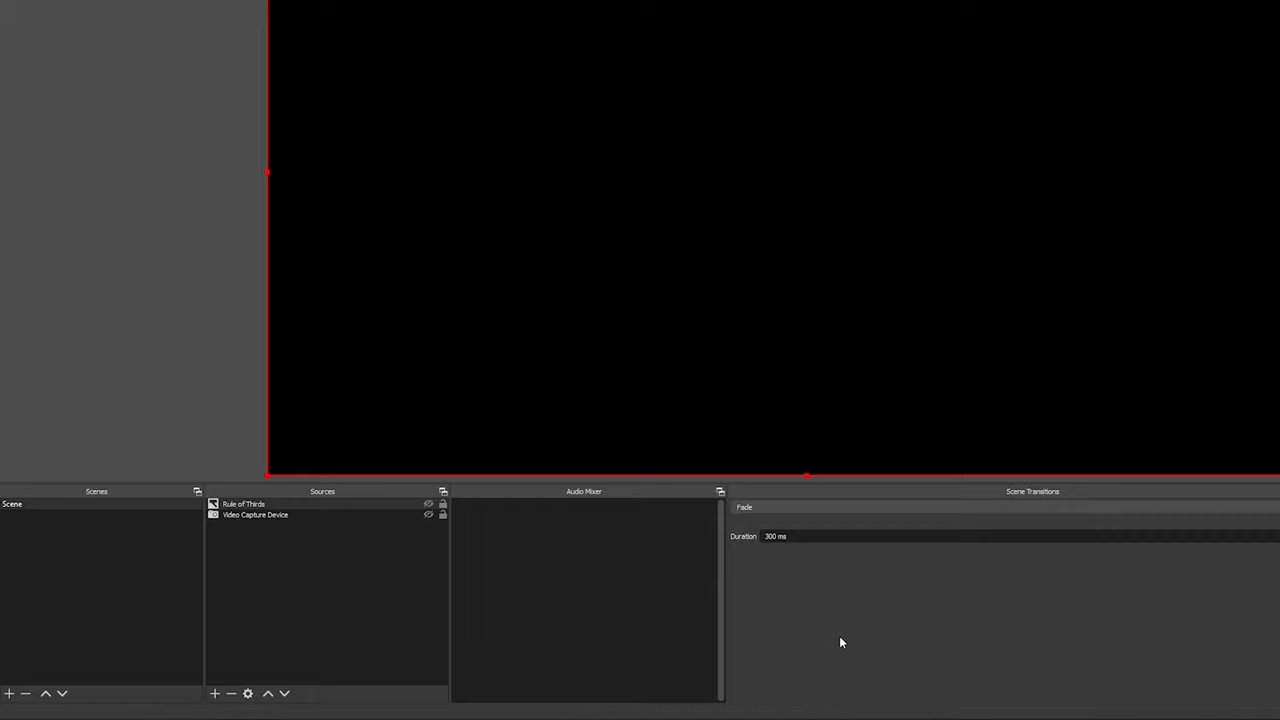 Scenes
Sources
Audio Mixer
Scene Transitions
Scene
Rule of Thirds
Video Capture Device
Fade
Duration 300 ms